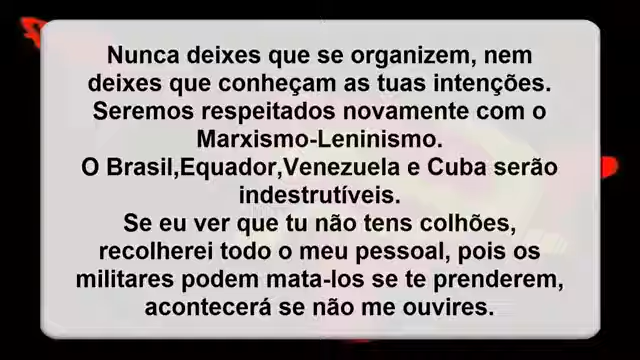 Nunca deixes que se organizem, nem
deixes que conheçam as tuas intenções.
Seremos respeitados novamente com o
Marxismo-Leninismo.
O Brasil,Equador,Venezuela e Cuba serão
indestrutíveis.
Se eu ver que tu não tens colhões,
recolherei todo o meu pessoal, pois os
militares podem mata-los se te prenderem,
acontecerá se não me ouvires.